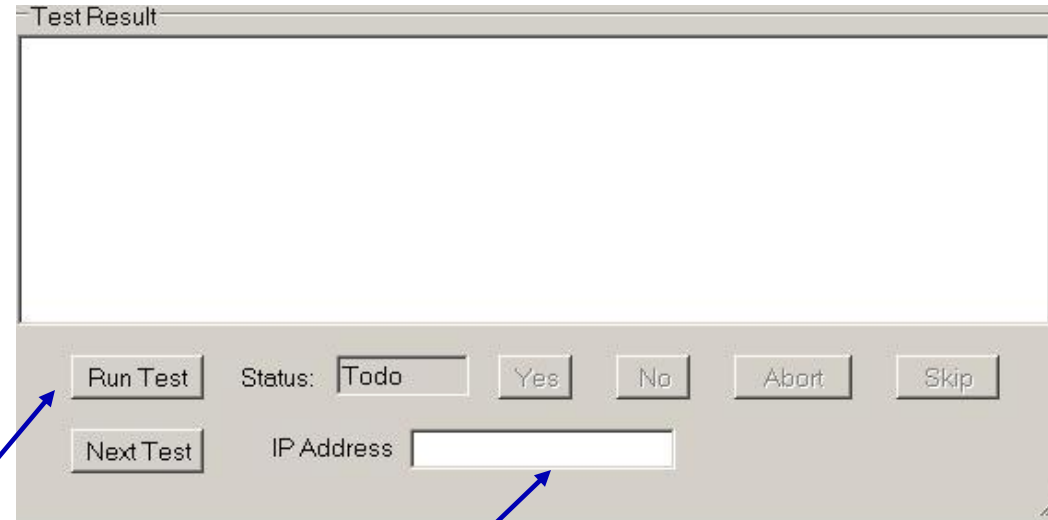 Test Result
Run Test Status: Todo Yes No Abort Skip
Next Test IP Address